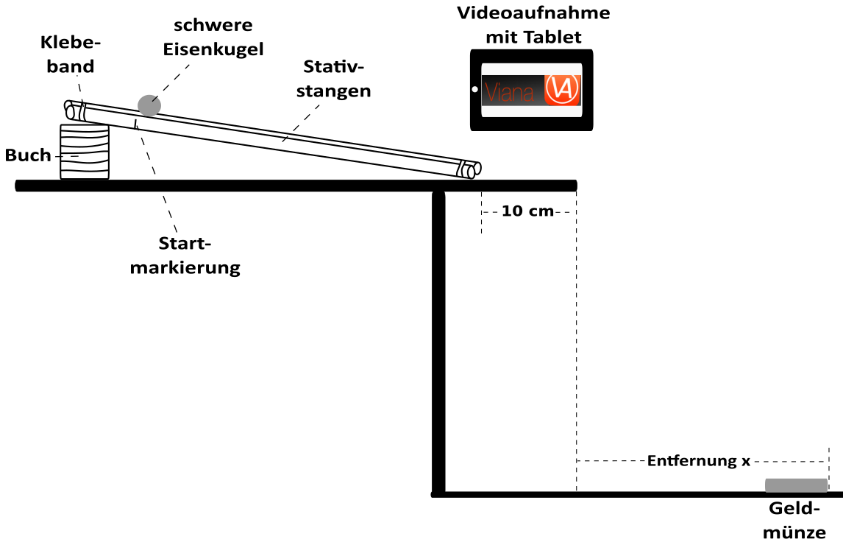 Videoaufnahme
mit Tablet
schwere
Eisenkugel
Klebe-
band
Stativ-
stangen
Viana
VA
Buch
10 cm
Start-
markierung
Entfernung x
Geld-
münze